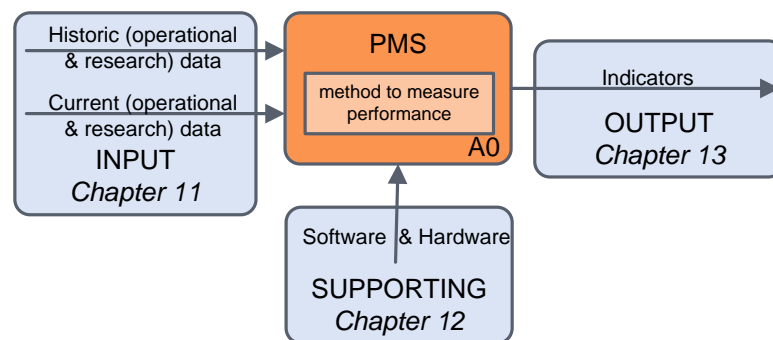 Historic (operational
& research) data
Current (operational
& research) data
INPUT
Chapter 11
PMS
method to measure
performance
A0
Indicators
OUTPUT
Chapter 13
Software & Hardware
SUPPORTING
Chapter 12